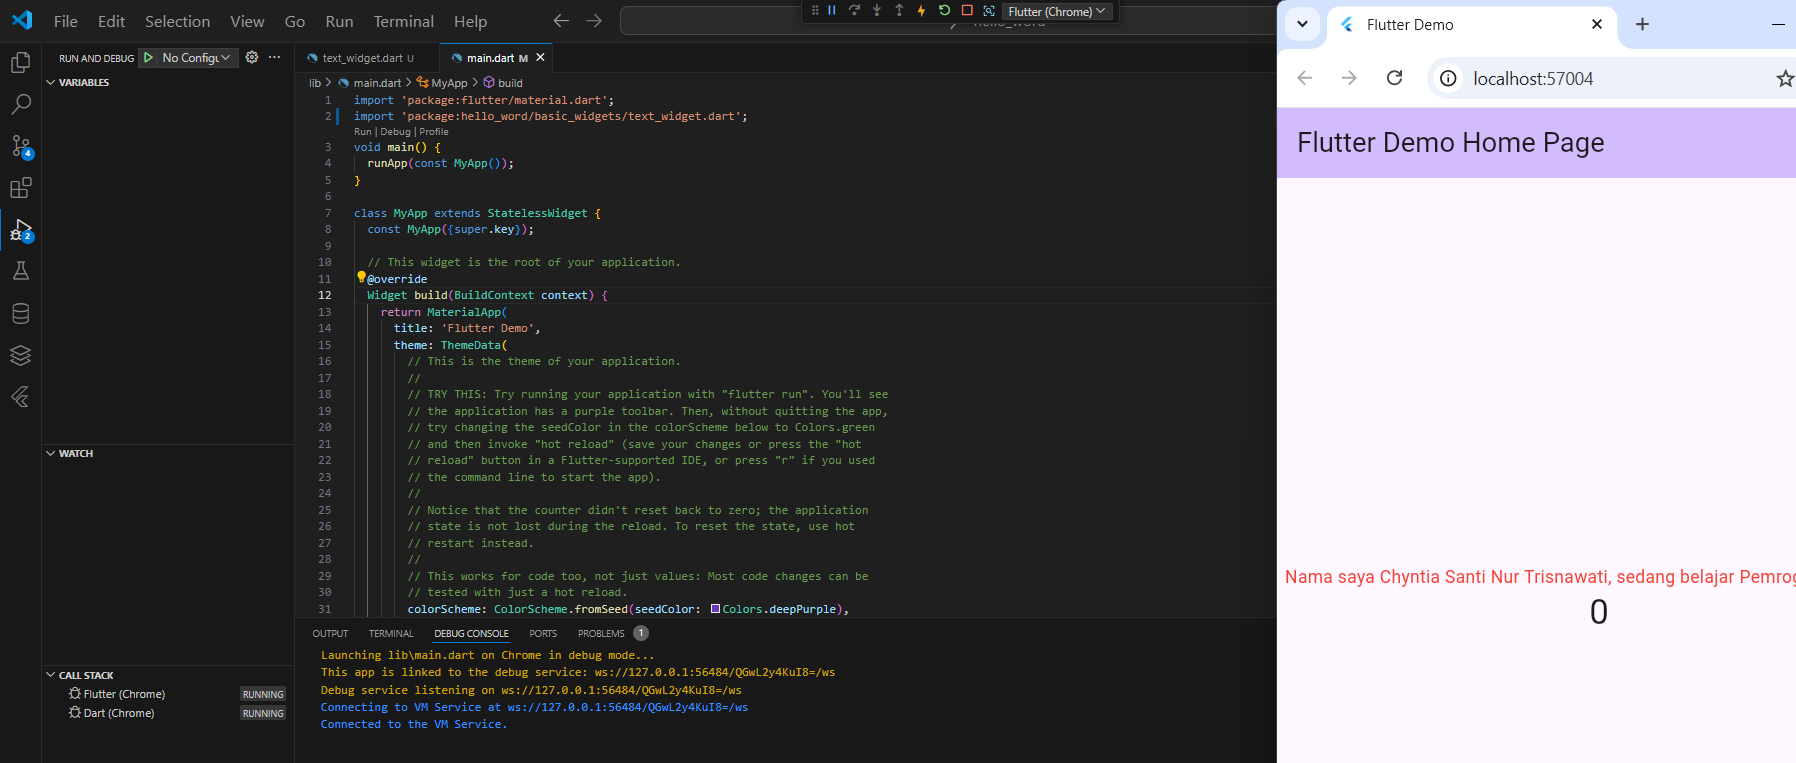 File Edit Selection View Go Run Terminal Help
Flutter (Chrome)
RUN AND DEBUG No Configu
VARIABLES
WATCH
CALL STACK
Flutter (Chrome) RUNNING
Dart (Chrome) RUNNING
4
2
text_widget.dart U
main.dart M
lib > main.dart > MyApp > build
1 import 'package:flutter/material.dart';
2 import 'package:hello_word/basic_widgets/text_widget.dart';
Run | Debug | Profile
3 void main() {
4 runApp(const MyApp());
5 }
6
7 class MyApp extends StatelessWidget {
8 const MyApp({super.key});
9
10 // This widget is the root of your application.
11 @override
12 Widget build(BuildContext context) {
13 return MaterialApp(
14 title: 'Flutter Demo',
15 theme: ThemeData(
16 // This is the theme of your application.
17 //
18 // TRY THIS: Try running your application with "flutter run". You'll see
19 // the application has a purple toolbar. Then, without quitting the app,
20 // try changing the seedColor in the colorScheme below to Colors.green
21 // and then invoke "hot reload" (save your changes or press the "hot
22 // reload" button in a Flutter-supported IDE, or press "r" if you used
23 // the command line to start the app).
24 //
25 // Notice that the counter didn't reset back to zero; the application
26 // state is not lost during the reload. To reset the state, use hot
27 // restart instead.
28 //
29 // This works for code too, not just values: Most code changes can be
30 // tested with just a hot reload.
31 colorScheme: ColorScheme.fromSeed(seedColor: Colors.deepPurple),
OUTPUT TERMINAL DEBUG CONSOLE PORTS PROBLEMS 1
Launching lib\main.dart on Chrome in debug mode...
This app is linked to the debug service: ws://127.0.0.1:56484/QGwL2y4KuI8=/ws
Debug service listening on ws://127.0.0.1:56484/QGwL2y4KuI8=/ws
Connecting to VM Service at ws://127.0.0.1:56484/QGwL2y4KuI8=/ws
Connected to the VM Service.
Flutter Demo
localhost:57004
Flutter Demo Home Page
Nama saya Chyntia Santi Nur Trisnawati, sedang belajar Pemrog
0